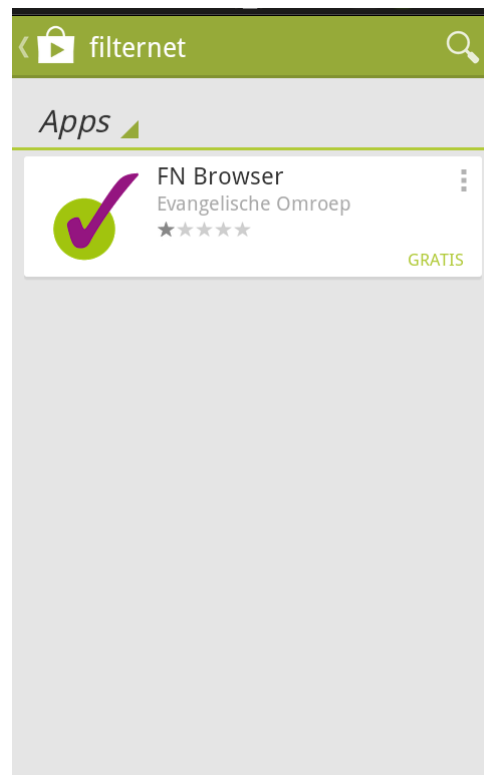 filternet
Apps
FN Browser
Evangelische Omroep
GRATIS